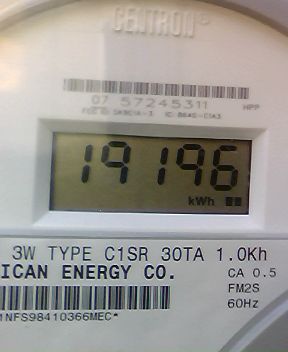 CENTRON®
07 57245311
HPP
19196
kWh
3W TYPE C1SR 30TA 1.0Kh
ICAN ENERGY CO.
CA 0.5
FM2S
60Hz
1NFS98410366MEC*